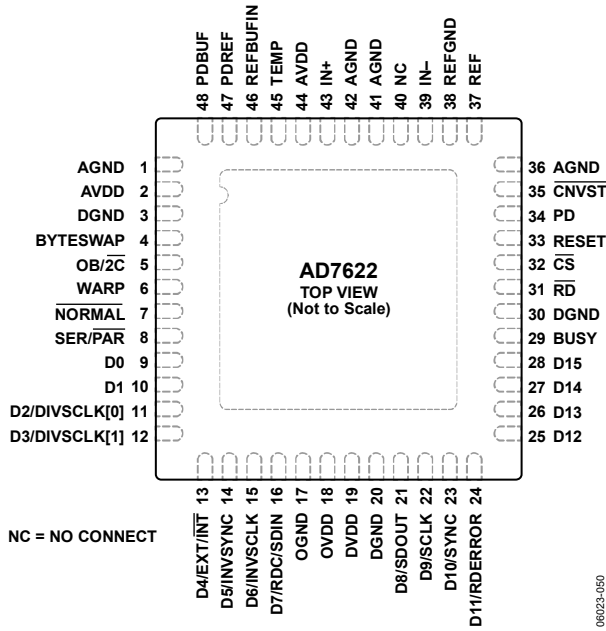 48 PDBUF
47 PDREF
46 REFBUFIN
45 TEMP
44 AVDD
43 IN+
42 AGND
41 AGND
40 NC
39 IN–
38 REFGND
37 REF
AGND 1
AVDD 2
DGND 3
BYTESWAP 4
OB/2C̅ 5
WARP 6
N̅O̅R̅M̅A̅L̅ 7
SER/P̅A̅R̅ 8
D0 9
D1 10
D2/DIVSCLK[0] 11
D3/DIVSCLK[1] 12
AD7622
TOP VIEW
(Not to Scale)
36 AGND
35 C̅N̅V̅S̅T̅
34 PD
33 RESET
32 C̅S̅
31 R̅D̅
30 DGND
29 BUSY
28 D15
27 D14
26 D13
25 D12
D4/EXT/I̅N̅T̅ 13
D5/INVSYNC 14
D6/INVSCLK 15
D7/RDC/SDIN 16
OGND 17
OVDD 18
DVDD 19
DGND 20
D8/SDOUT 21
D9/SCLK 22
D10/SYNC 23
D11/RDERROR 24
NC = NO CONNECT
06023-050